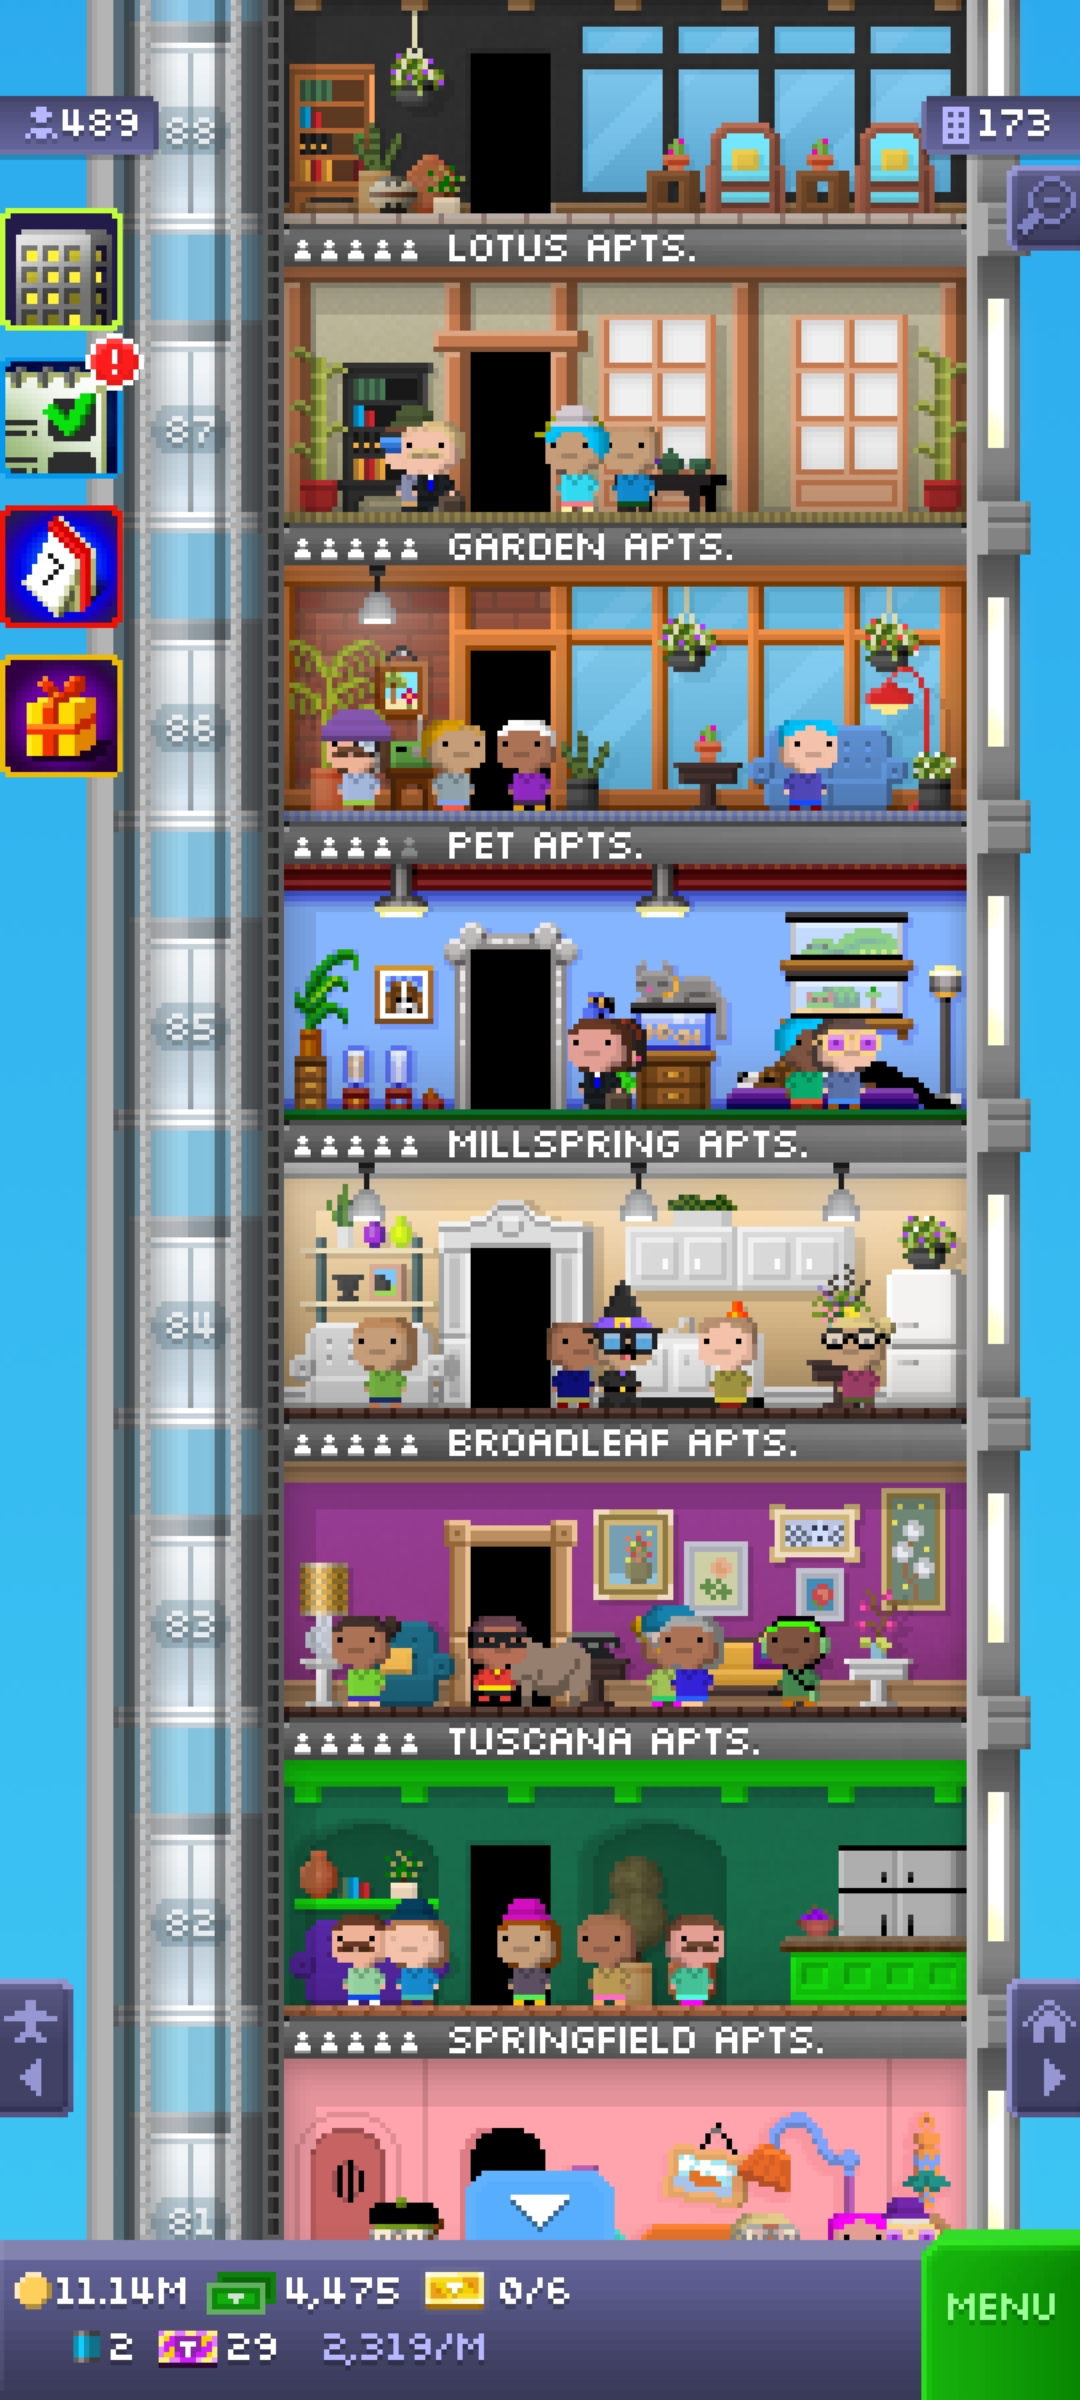 489
88
173
LOTUS APTS.
87
GARDEN APTS.
86
PET APTS.
85
MILLSPRING APTS.
84
BROADLEAF APTS.
83
TUSCANA APTS.
82
SPRINGFIELD APTS.
81
11.14M 4,475 0/6
2 T 29 2,319/M
MENU